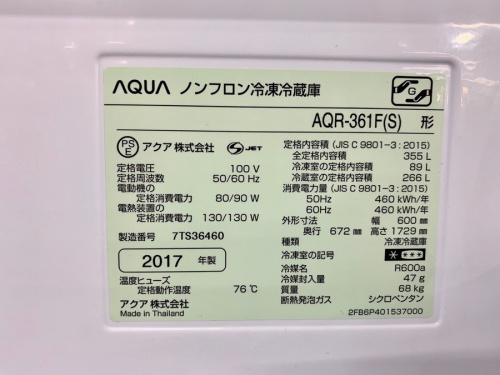 AQUA ノンフロン冷凍冷蔵庫
AQR-361F(S) 形
G
PS
E
アクア株式会社 S JET
定格電圧 100 V
定格周波数 50/60 Hz
電動機の
定格消費電力 80/90 W
電熱装置の
定格消費電力 130/130 W
製造番号 7TS36460
2017 年製
温度ヒューズ
定格動作温度 76℃
アクア株式会社
Made in Thailand
定格内容積 (JIS C 9801-3 : 2015)
全定格内容積 355 L
冷凍室の定格内容積 89 L
冷蔵室の定格内容積 266 L
消費電力量 (JIS C 9801-3 : 2015)
50Hz 460 kWh/年
60Hz 460 kWh/年
外形寸法 幅 600 mm
奥行 672 mm 高さ 1729 mm
種類 冷凍冷蔵庫
冷凍室の記号
冷媒名 R600a
冷媒封入量 47 g
質量 68 kg
断熱発泡ガス シクロペンタン
2FB6P401537000